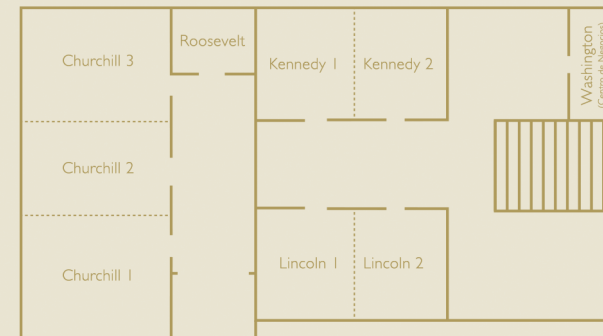 Churchill 3
Roosevelt
Kennedy 1
Kennedy 2
Washington
(Centro de Negocios)
Churchill 2
Churchill 1
Lincoln 1
Lincoln 2